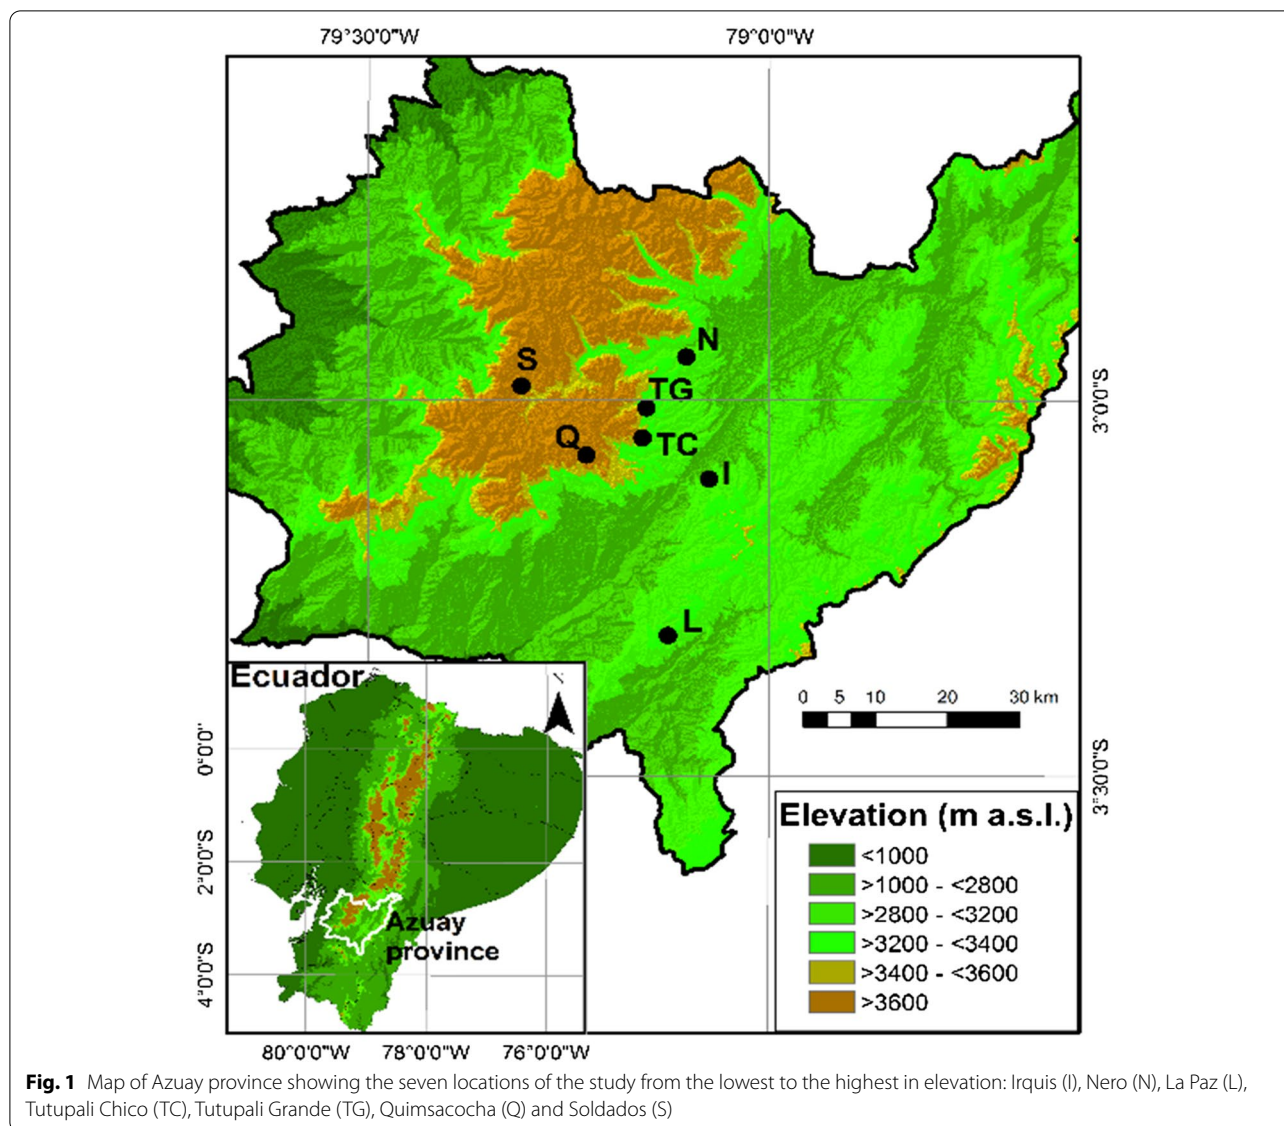 79°30'0"W 79°0'0"W
N
S
TG
3°0'0"S
Q
TC
I
L
Ecuador
N
0 5 10 20 30 km
0°0'0"
3°30'0"S
Elevation (m a.s.l.)
<1000
2°0'0"S
>1000 - <2800
>2800 - <3200
Azuay
province
>3200 - <3400
4°0'0"S
>3400 - <3600
>3600
80°0'0"W 78°0'0"W 76°0'0"W
Fig. 1 Map of Azuay province showing the seven locations of the study from the lowest to the highest in elevation: Irquis (I), Nero (N), La Paz (L),
Tutupali Chico (TC), Tutupali Grande (TG), Quimsacocha (Q) and Soldados (S)